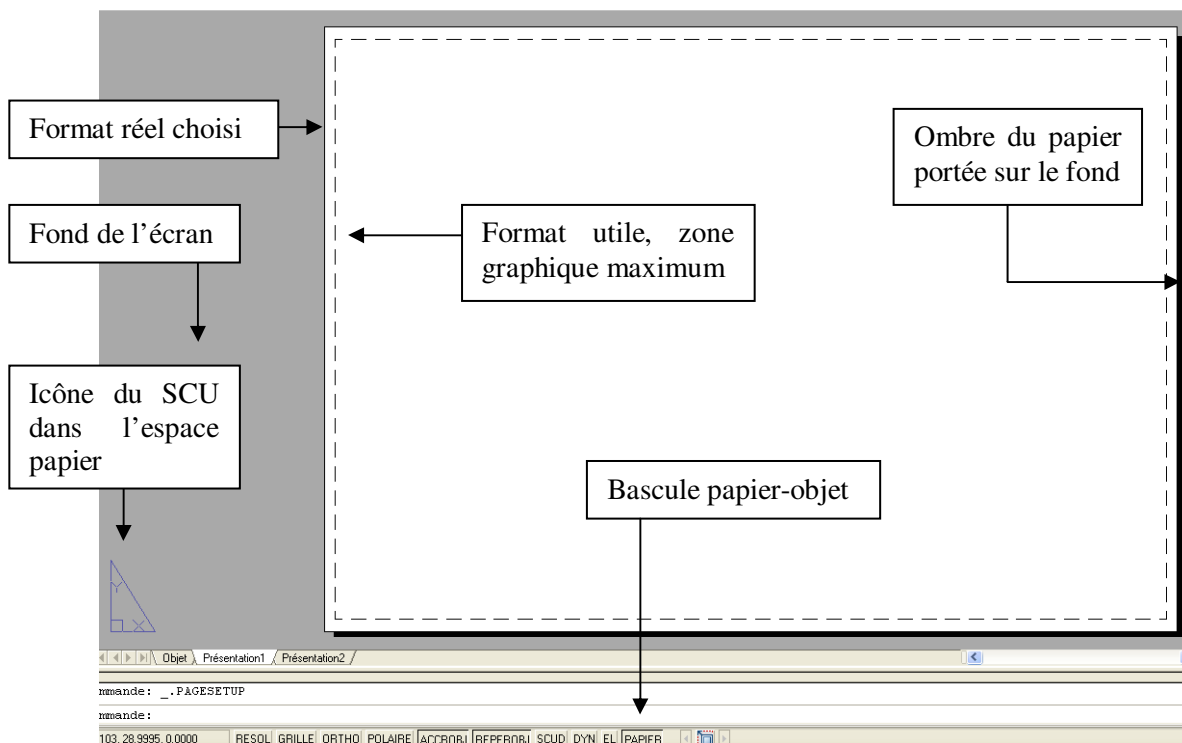 Format réel choisi
Ombre du papier
portée sur le fond
Fond de l’écran
Format utile, zone
graphique maximum
Icône du SCU
dans l’espace
papier
Bascule papier-objet
Y
X
Objet Présentation1 Présentation2
mmande: _.PAGESETUP
mmande:
103, 28.9995, 0.0000 RESOL GRILLE ORTHO POLAIRE ACCROBJ REPEROBJ SCUD DYN EL PAPIER